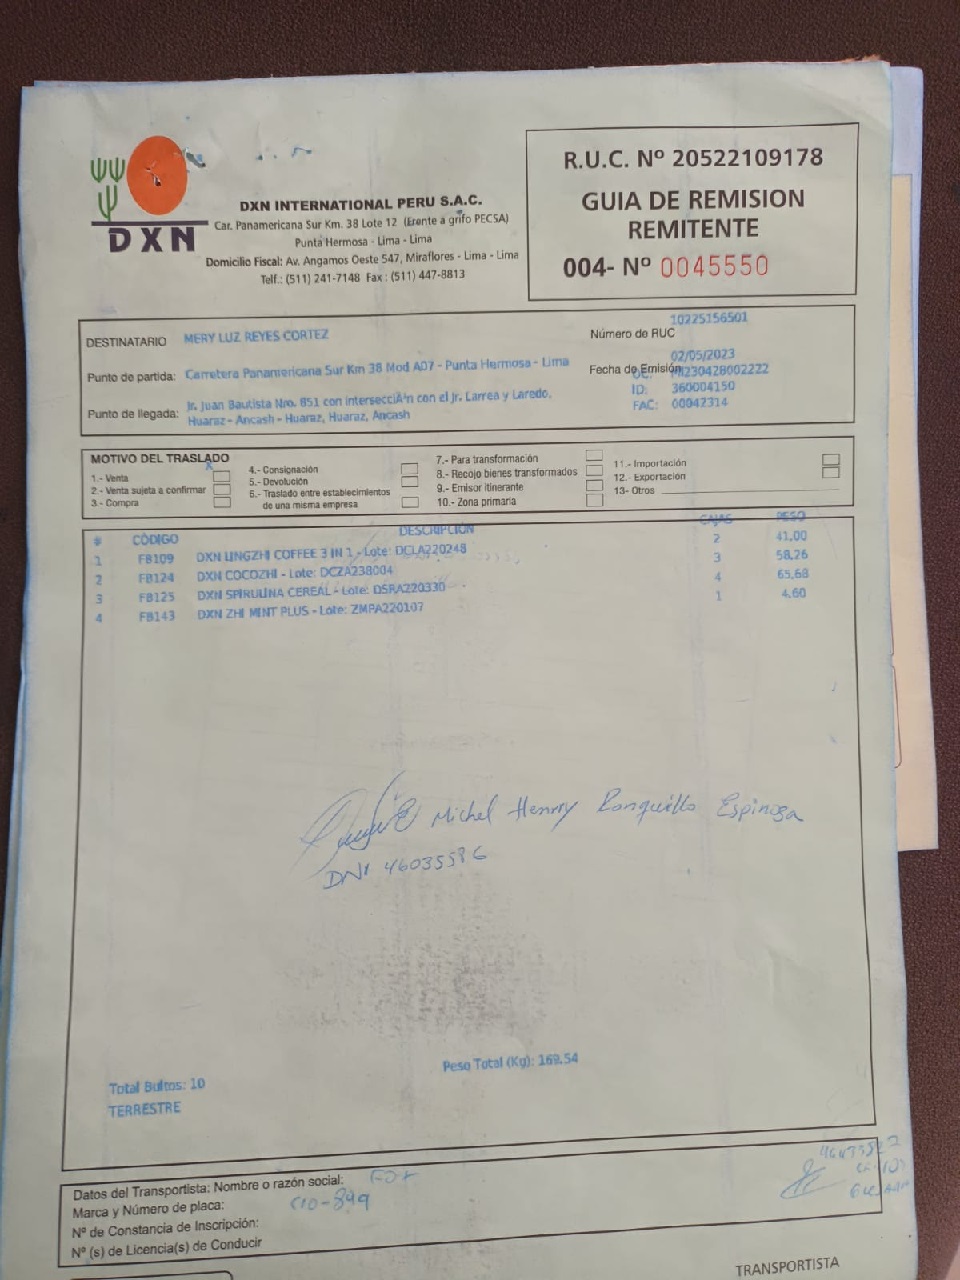 DXN
DXN INTERNATIONAL PERU S.A.C.
Car. Panamericana Sur Km. 38 Lote 12 (Frente a grifo PECSA)
Punta Hermosa - Lima - Lima
Domicilio Fiscal: Av. Angamos Oeste 547, Miraflores - Lima - Lima
Telf.: (511) 241-7148 Fax : (511) 447-8813
R.U.C. Nº 20522109178
GUIA DE REMISION
REMITENTE
004- Nº 0045550
DESTINATARIO MERY LUZ REYES CORTEZ
Número de RUC 10225156501
Punto de partida: Carretera Panamericana Sur Km 38 Mod A07 - Punta Hermosa - Lima
Fecha de Emisión 02/05/2023
230428002222
ID: 360004150
FAC: 00042314
Punto de llegada: Jr. Juan Bautista Nro. 851 con intersecciÃ³n con el Jr. Larrea y Loredo.
Huaraz - Ancash - Huaraz, Huaraz, Ancash
MOTIVO DEL TRASLADO
1.- Venta
2.- Venta sujeta a confirmar
3.- Compra
4.- Consignación
5.- Devolución
6.- Traslado entre establecimientos
de una misma empresa
7.- Para transformación
8.- Recojo bienes transformados
9.- Emisor itinerante
10.- Zona primaria
11.- Importación
12.- Exportación
13- Otros
# CÓDIGO DESCRIPCION CAJAS PESO
1 FB109 DXN LINGZHI COFFEE 3 IN 1 - Lote: DCLA220248 2 41.00
2 FB124 DXN COCOZHI - Lote: DCZA238004 3 58.26
3 FB125 DXN SPIRULINA CEREAL - Lote: DSRA220330 4 65.68
4 FB143 DXN ZHI MINT PLUS - Lote: ZMPA220107 1 4.60
Michel Henrry Ronquillo Espinoza
DNI 46035596
Peso Total (Kg): 169.54
Total Bultos: 10
TERRESTRE
Datos del Transportista: Nombre o razón social:
Marca y Número de placa: C10-849
Nº de Constancia de Inscripción:
Nº (s) de Licencia(s) de Conducir
TRANSPORTISTA